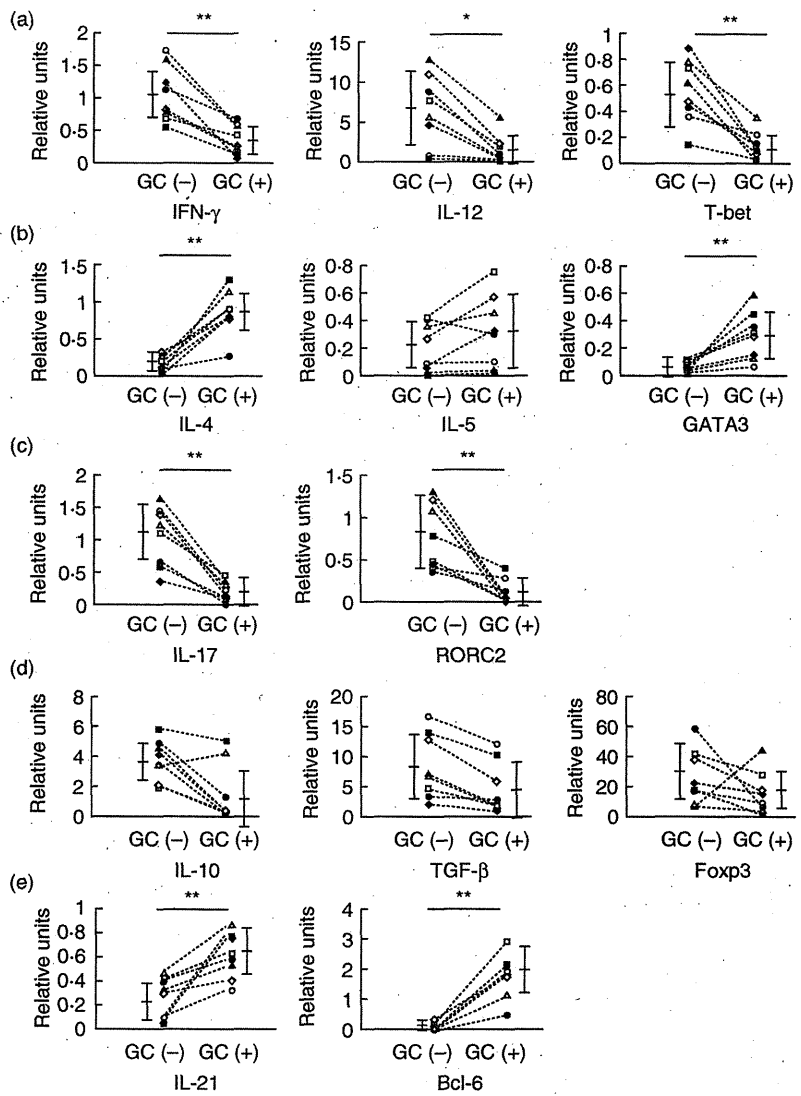 (a)
** * **
Relative units Relative units Relative units
2 15 1
1·5 10 0·8
1 5 0·6
0·5 0 0·4
0 0·2
0
GC (–) GC (+) GC (–) GC (+) GC (–) GC (+)
IFN-γ IL-12 T-bet
(b)
** **
Relative units Relative units Relative units
1·5 0·8 0·8
1 0·6 0·6
0·5 0·4 0·4
0 0·2 0·2
0 0
GC (–) GC (+) GC (–) GC (+) GC (–) GC (+)
IL-4 IL-5 GATA3
(c)
** **
Relative units Relative units
2 1·5
1·5 1
1 0·5
0·5 0
0
GC (–) GC (+) GC (–) GC (+)
IL-17 RORC2
(d)
Relative units Relative units Relative units
8 20 80
6 15 60
4 10 40
2 5 20
0 0 0
GC (–) GC (+) GC (–) GC (+) GC (–) GC (+)
IL-10 TGF-β Foxp3
(e)
** **
Relative units Relative units
1 4
0·8 3
0·6 2
0·4 1
0·2 0
0
GC (–) GC (+) GC (–) GC (+)
IL-21 Bcl-6